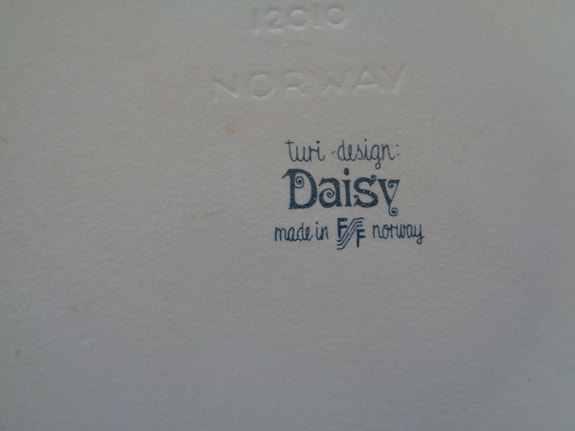 12010
NORWAY
turi-design:
Daisy
made in F/F norway